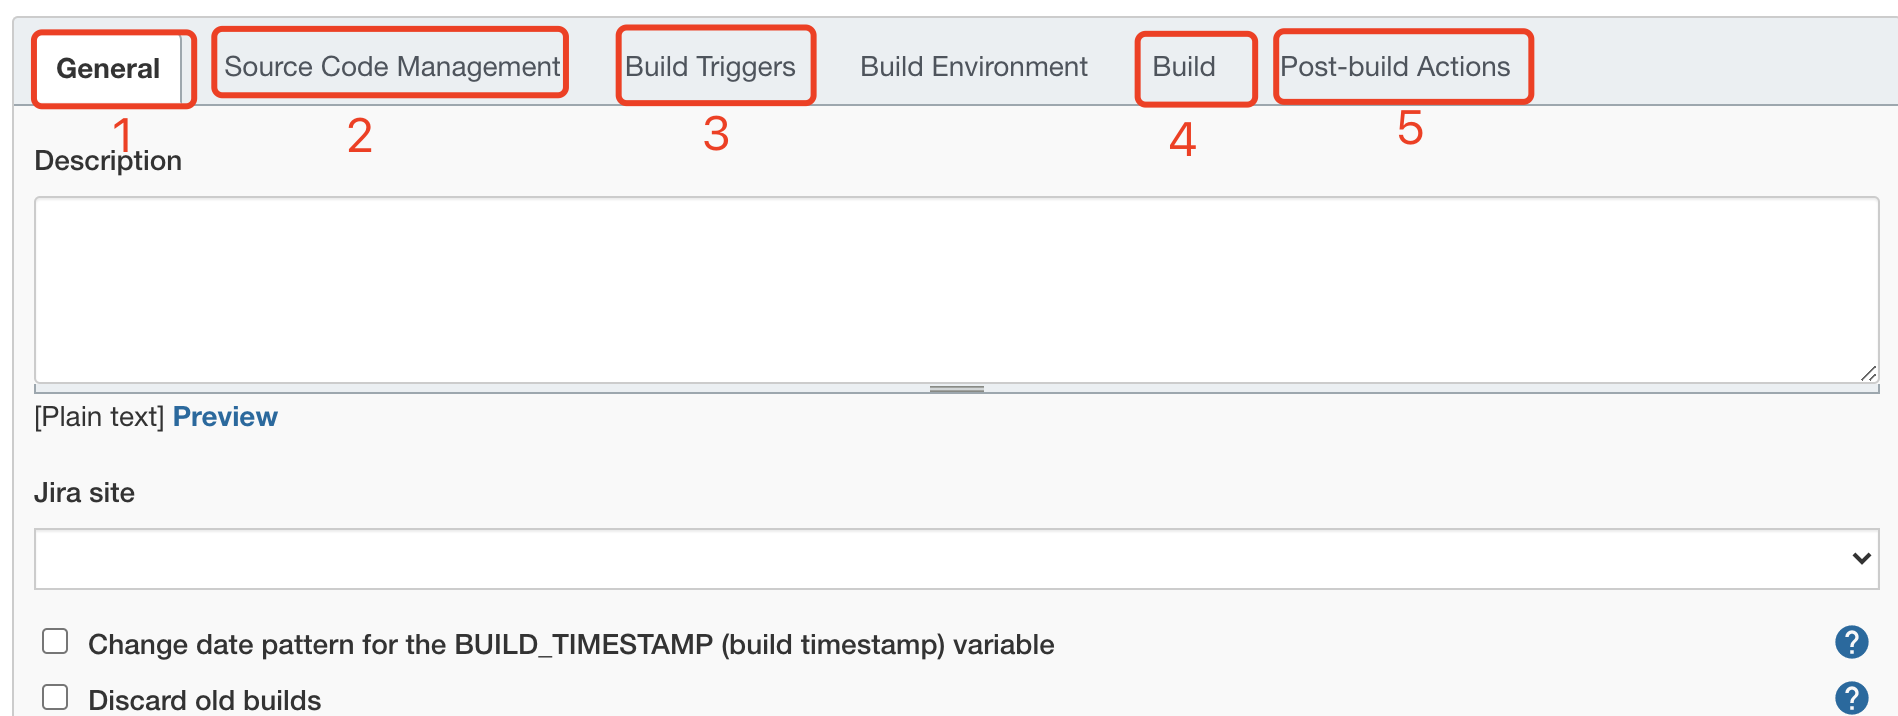 General Source Code Management Build Triggers Build Environment Build Post-build Actions
1 2 3 4 5
Description
[Plain text] Preview
Jira site
Change date pattern for the BUILD_TIMESTAMP (build timestamp) variable ?
Discard old builds ?